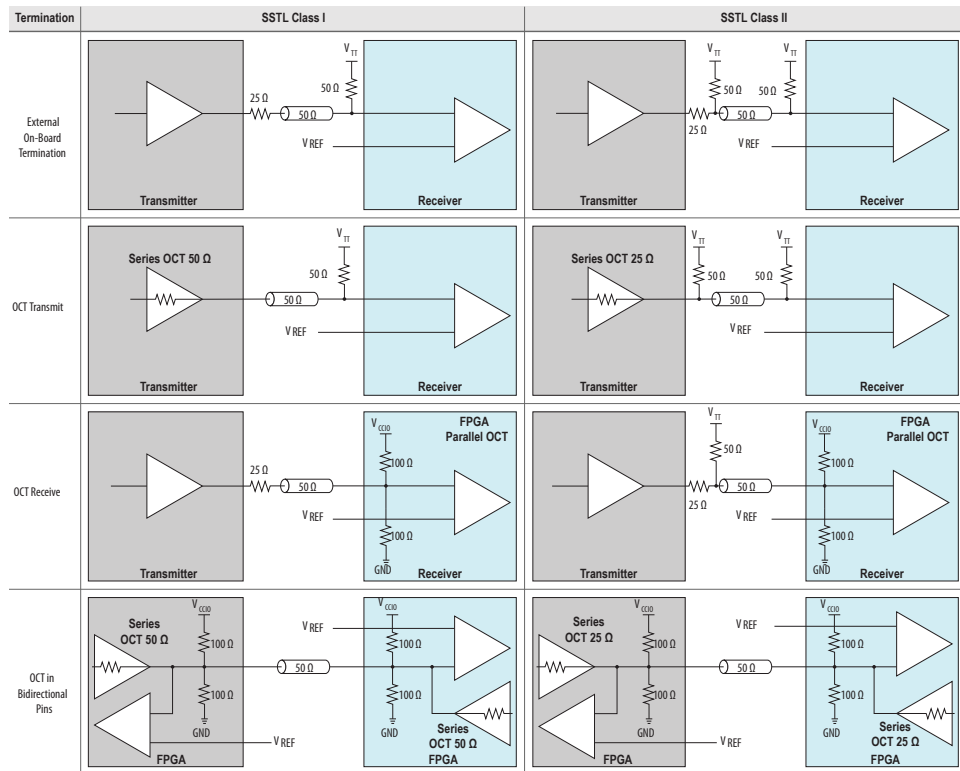 Termination
SSTL Class I
SSTL Class II
External
On-Board
Termination
V TT
50 Ω
25 Ω
50 Ω
V REF
Transmitter
Receiver
V TT
V TT
50 Ω
50 Ω
25 Ω
50 Ω
V REF
Transmitter
Receiver
OCT Transmit
Series OCT 50 Ω
V TT
50 Ω
50 Ω
V REF
Transmitter
Receiver
Series OCT 25 Ω
V TT
V TT
50 Ω
50 Ω
50 Ω
V REF
Transmitter
Receiver
OCT Receive
25 Ω
50 Ω
V REF
V CCIO
FPGA
Parallel OCT
100 Ω
100 Ω
GND
Transmitter
Receiver
V TT
50 Ω
25 Ω
50 Ω
V REF
V CCIO
FPGA
Parallel OCT
100 Ω
100 Ω
GND
Transmitter
Receiver
OCT in
Bidirectional
Pins
Series
OCT 50 Ω
V CCIO
100 Ω
100 Ω
GND
V REF
FPGA
50 Ω
V REF
V CCIO
100 Ω
100 Ω
GND
Series
OCT 50 Ω
FPGA
Series
OCT 25 Ω
V CCIO
100 Ω
100 Ω
GND
V REF
FPGA
50 Ω
V REF
V CCIO
100 Ω
100 Ω
GND
Series
OCT 25 Ω
FPGA